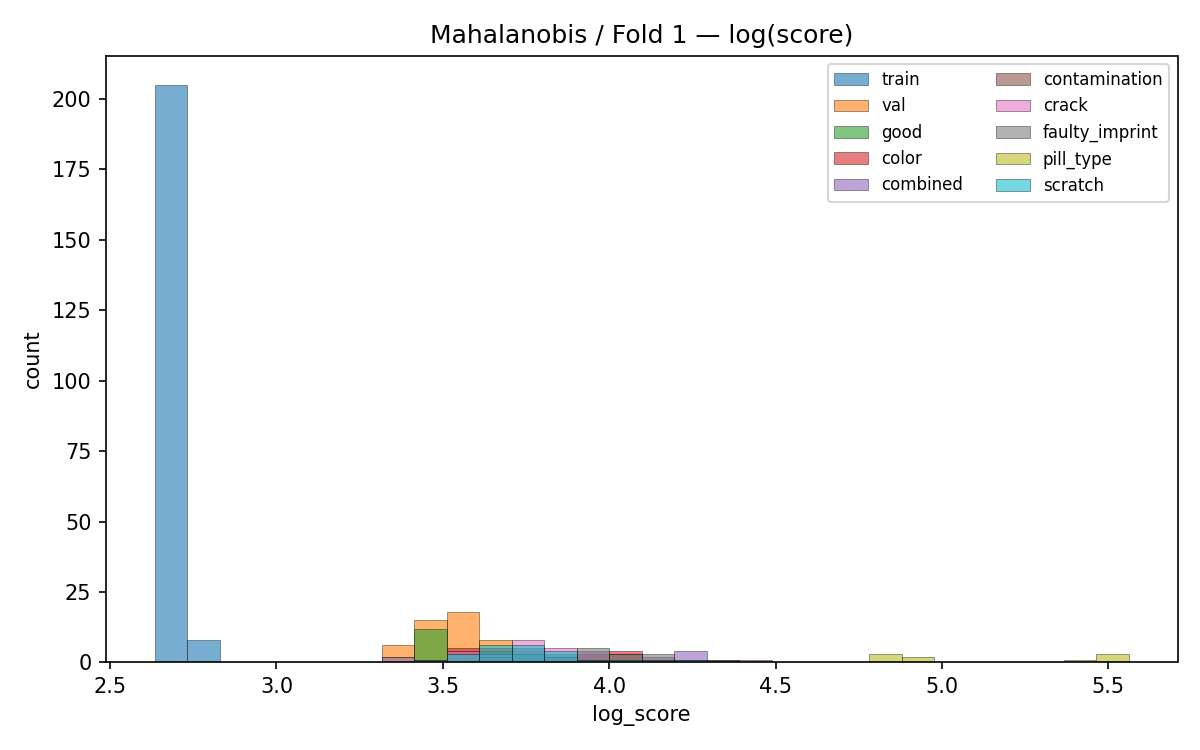 Mahalanobis / Fold 1 — log(score)
train
val
good
color
combined
contamination
crack
faulty_imprint
pill_type
scratch
count
200
175
150
125
100
75
50
25
0
2.5 3.0 3.5 4.0 4.5 5.0 5.5
log_score